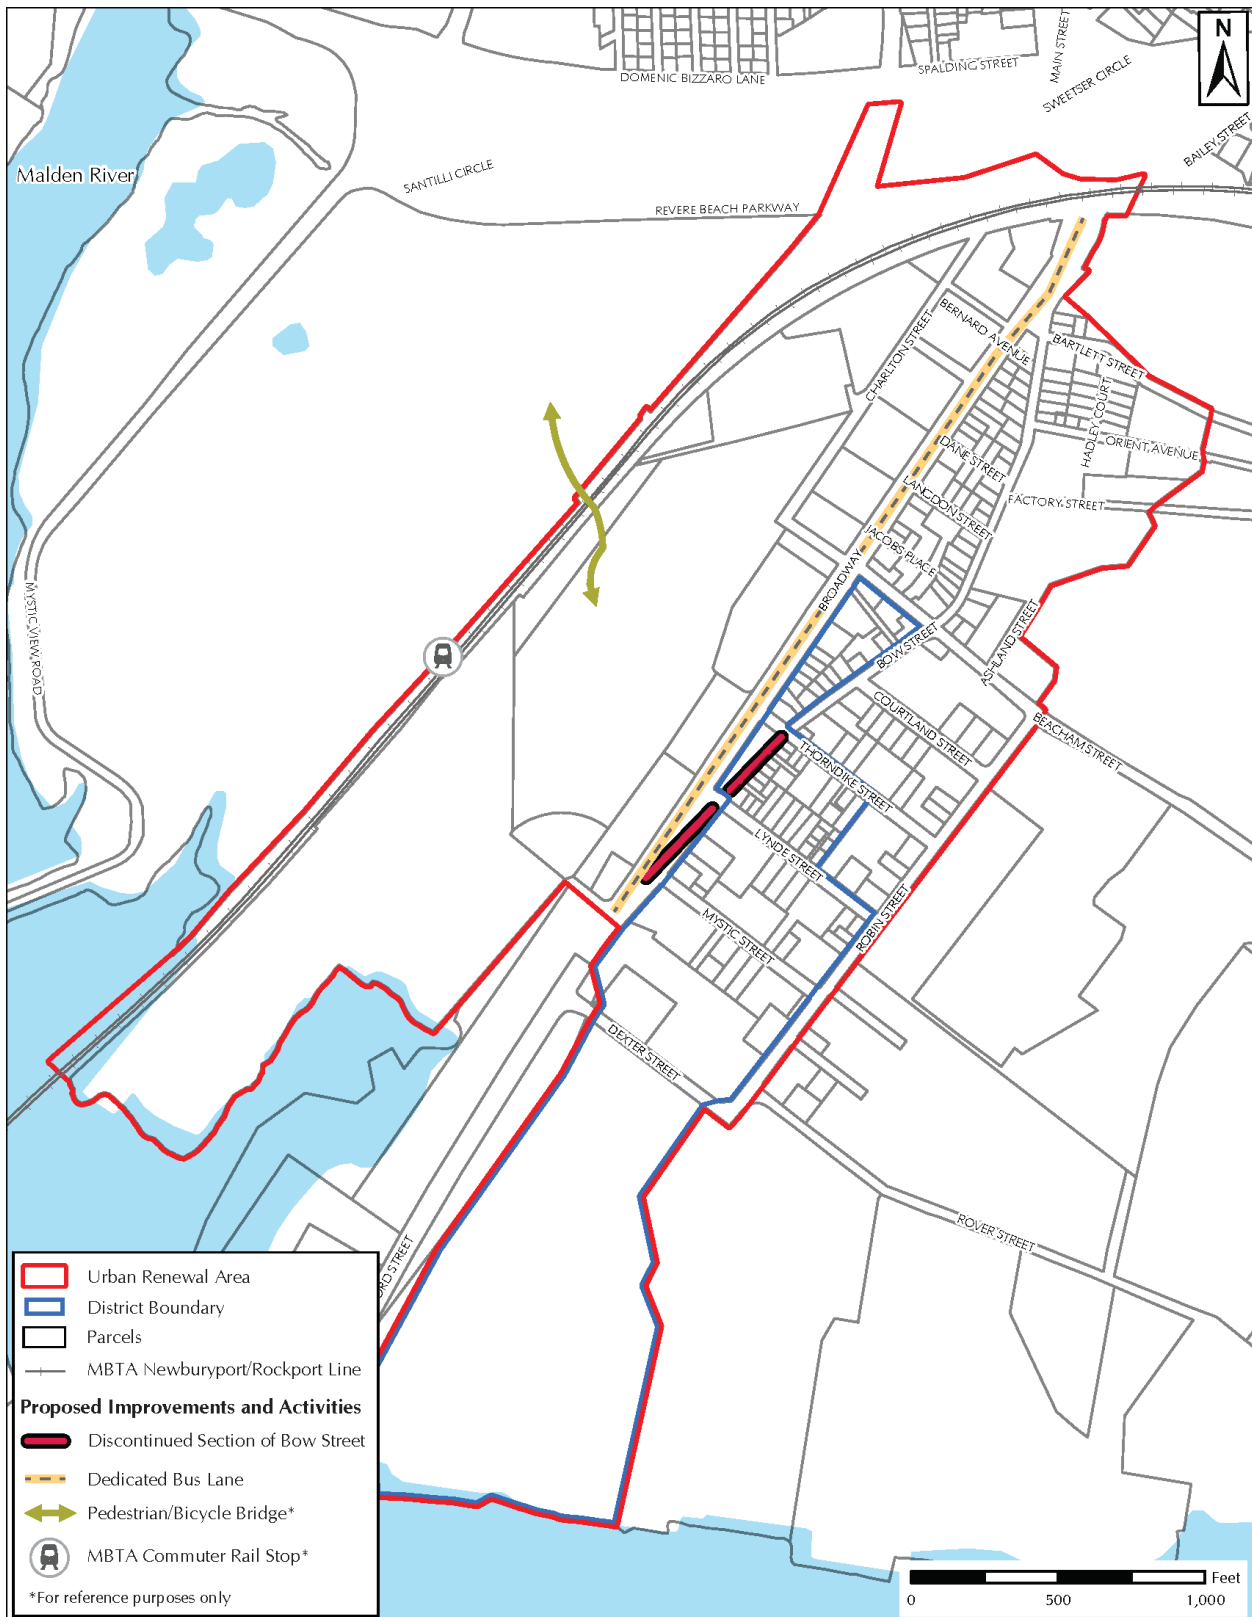 N
MAIN STREET
SPALDING STREET
DOMENIC BIZZARO LANE
SWEETSER CIRCLE
BAILEY STREET
Malden River
SANTILLI CIRCLE
REVERE BEACH PARKWAY
BERNARD AVENUE
CHARLTON STREET
BARTLETT STREET
HADLEY COURT
ORIENT AVENUE
DANE STREET
LANGDON STREET
FACTORY STREET
JACOBS PLACE
BROADWAY
MYSTIC VIEW ROAD
BOW STREET
ASHLAND STREET
COURTLAND STREET
BEACHAM STREET
THORNDIKE STREET
LYNDE STREET
ROBIN STREET
MYSTIC STREET
DEXTER STREET
ROVER STREET
ORD STREET
Urban Renewal Area
District Boundary
Parcels
MBTA Newburyport/Rockport Line
Proposed Improvements and Activities
Discontinued Section of Bow Street
Dedicated Bus Lane
Pedestrian/Bicycle Bridge*
MBTA Commuter Rail Stop*
*For reference purposes only
Feet
0 500 1,000